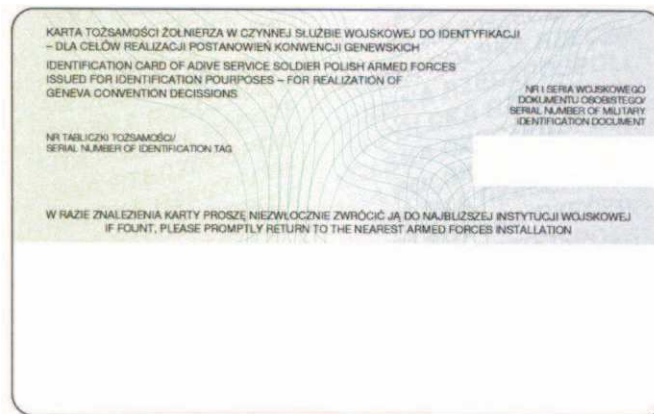 KARTA TOŻSAMOŚCI ŻOŁNIERZA W CZYNNEJ SŁUŻBIE WOJSKOWEJ DO IDENTYFIKACJI
– DLA CELÓW REALIZACJI POSTANOWIEŃ KONWENCJI GENEWSKICH
IDENTIFICATION CARD OF ADIVE SERVICE SOLDIER POLISH ARMED FORCES
ISSUED FOR IDENTIFICATION POURPOSES – FOR REALIZATION OF
GENEVA CONVENTION DECISSIONS
NR I SERIA WOJSKOWEGO
DOKUMENTU OSOBISTEGO/
SERIAL NUMBER OF MILITARY
IDENTIFICATION DOCUMENT
NR TABLICZKI TOŻSAMOŚCI/
SERIAL NUMBER OF IDENTIFICATION TAG
W RAZIE ZNALEZIENIA KARTY PROSZĘ NIEZWŁOCZNIE ZWRÓCIĆ JĄ DO NAJBLIŻSZEJ INSTYTUCJI WOJSKOWEJ
IF FOUNT, PLEASE PROMPTLY RETURN TO THE NEAREST ARMED FORCES INSTALLATION